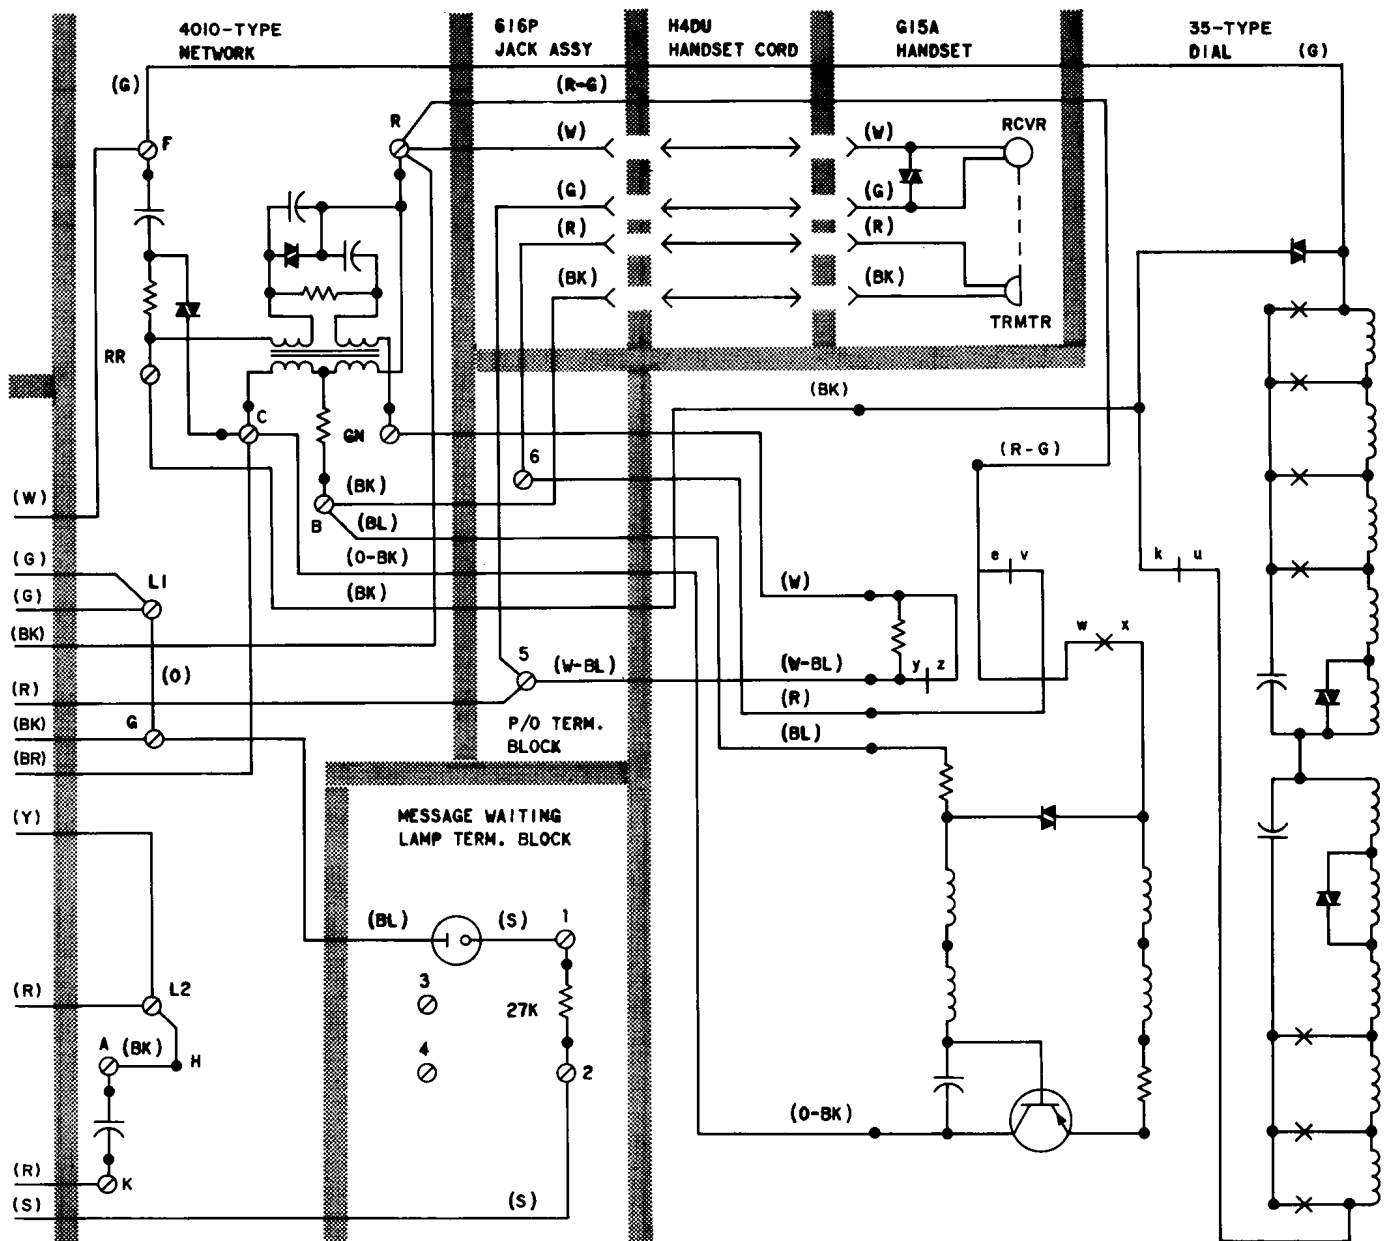 4010-TYPE
NETWORK
616P
JACK ASSY
H4DU
HANDSET CORD
G15A
HANDSET
35-TYPE
DIAL
(G)
(G)
(R-G)
F
R
(W)
(W)
RCVR
(G)
(G)
(R)
(R)
(BK)
(BK)
TRMTR
RR
(BK)
C
GN
6
(R-G)
(W)
(BK)
B
(BL)
(O-BK)
(BK)
e
v
k
u
(G)
L1
(G)
(W)
(BK)
w
x
5
(W-BL)
(W-BL)
y
z
(R)
(O)
(R)
(BK)
G
P/O TERM.
BLOCK
(BL)
(BR)
(Y)
MESSAGE WAITING
LAMP TERM. BLOCK
(BL)
(S)
1
3
27K
(R)
L2
4
2
A
(BK)
H
(O-BK)
(R)
K
(S)
(S)